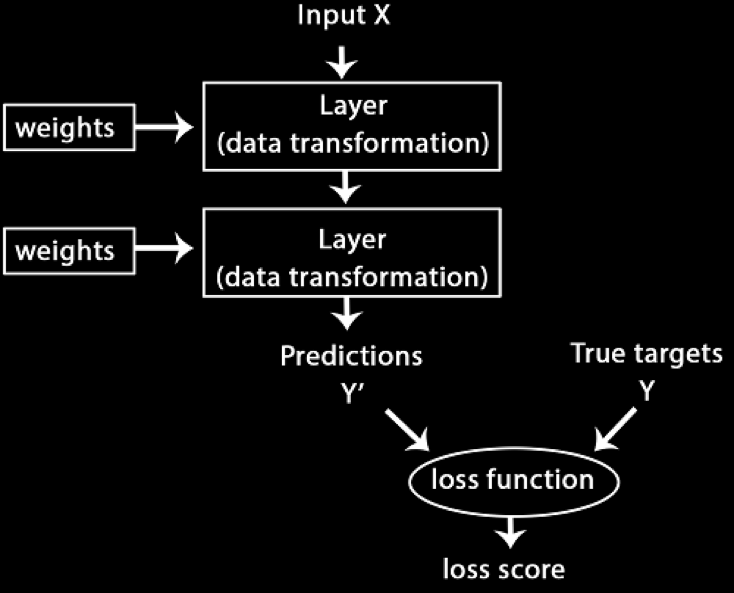 Input X
Layer
(data transformation)
weights
Layer
(data transformation)
weights
Predictions
Y’
True targets
Y
loss function
loss score